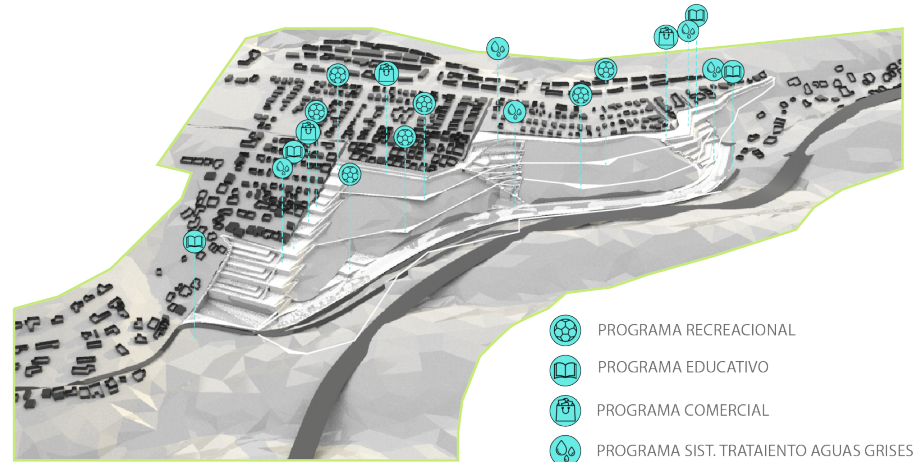 PROGRAMA RECREACIONAL
PROGRAMA EDUCATIVO
PROGRAMA COMERCIAL
PROGRAMA SIST. TRATAIENTO AGUAS GRISES